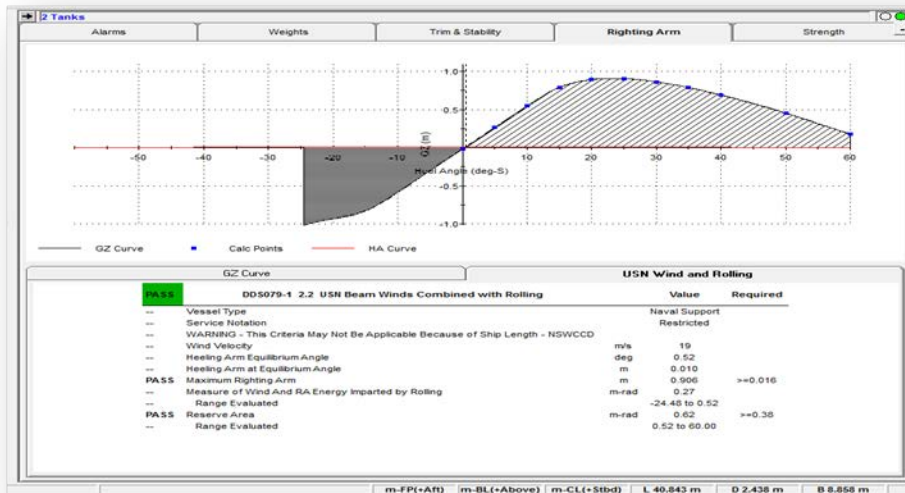 2 Tanks
Alarms Weights Trim & Stability Righting Arm Strength
1.0
0.5
-50 -40 -30 -20 -10 0 10 20 30 40 50 60
GZ (m)
Heel Angle (deg-S)
-0.5
-1.0
GZ Curve Calc Points HA Curve
GZ Curve USN Wind and Rolling
PASS DDS079-1 2.2 USN Beam Winds Combined with Rolling Value Required
-- Vessel Type Naval Support
-- Service Notation Restricted
-- WARNING - This Criteria May Not Be Applicable Because of Ship Length - NSWCCD
-- Wind Velocity m/s 19
-- Heeling Arm Equilibrium Angle deg 0.52
-- Heeling Arm at Equilibrium Angle m 0.010
PASS Maximum Righting Arm m 0.906 >=0.016
-- Measure of Wind And RA Energy Imparted by Rolling m-rad 0.27
-- Range Evaluated -24.48 to 0.52
PASS Reserve Area m-rad 0.62 >=0.38
-- Range Evaluated 0.52 to 60.00
m-FP(+Aft) m-BL(+Above) m-CL(+Stbd) L 40.843 m D 2.438 m B 8.858 m